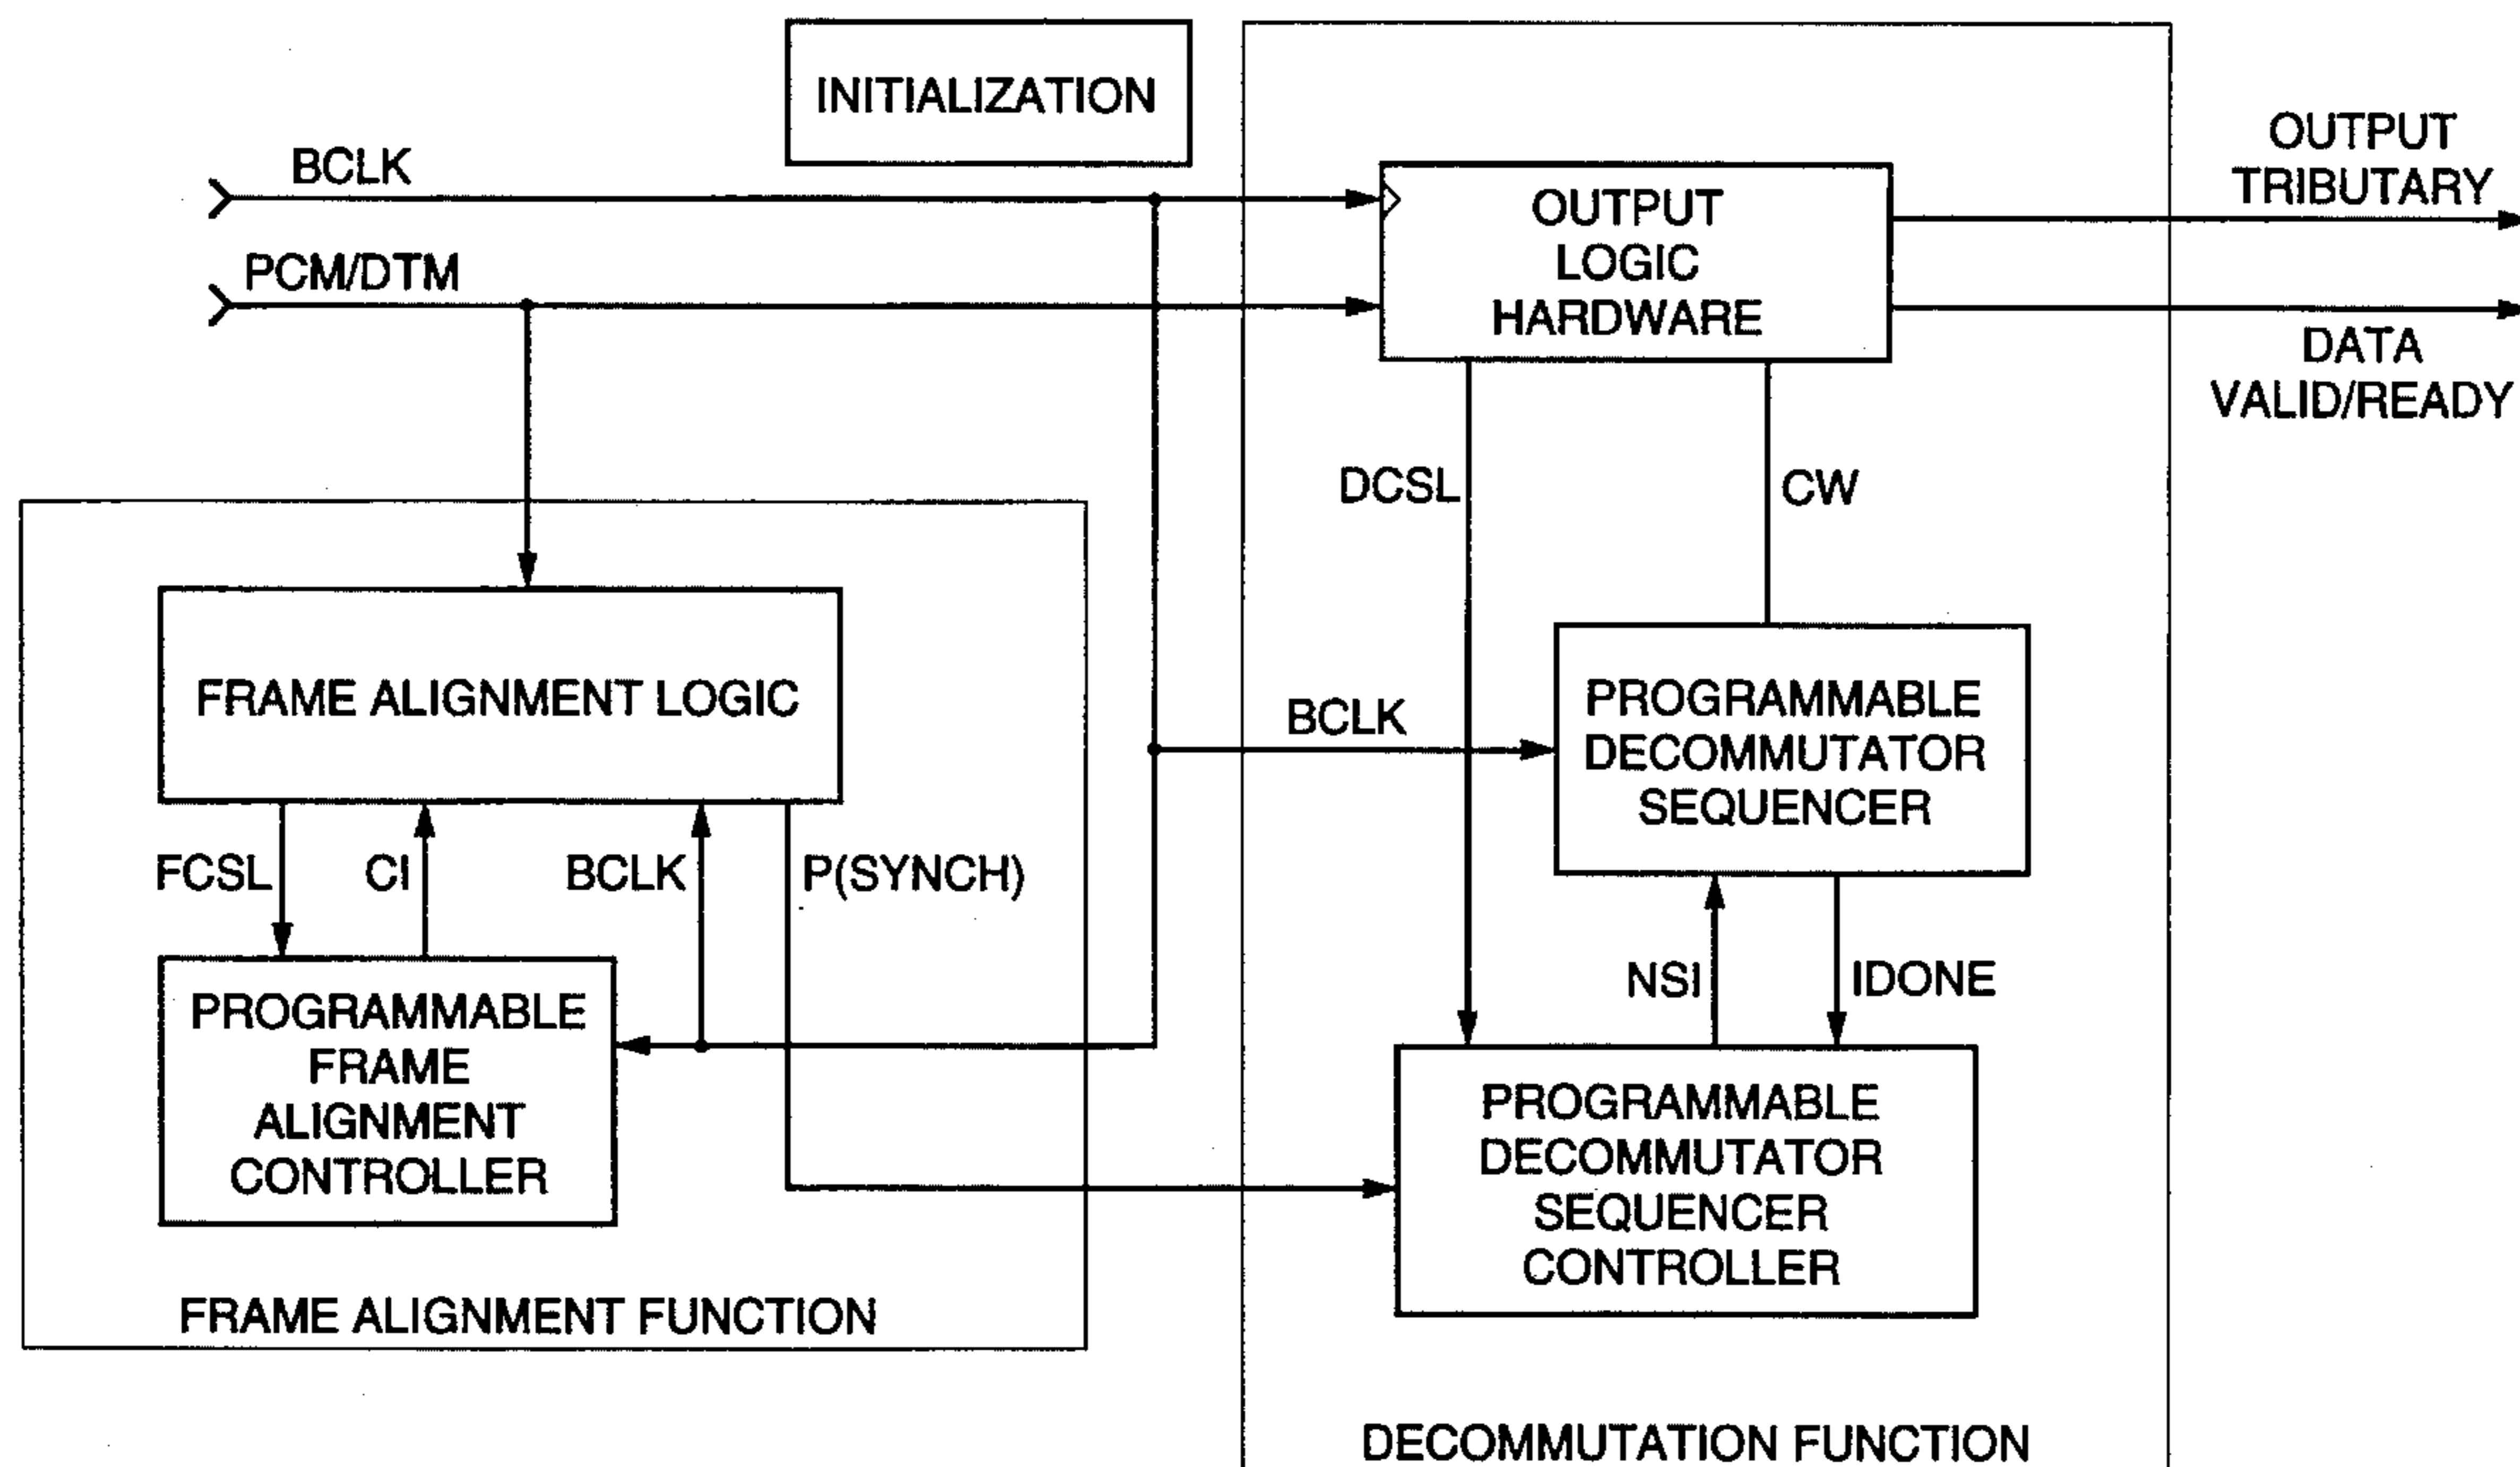 INITIALIZATION
BCLK
PCM/DTM
OUTPUT
LOGIC
HARDWARE
OUTPUT
TRIBUTARY
DATA
VALID/READY
DCSL
CW
FRAME ALIGNMENT LOGIC
BCLK
PROGRAMMABLE
DECOMMUTATOR
SEQUENCER
FCSL
CI
BCLK
P(SYNCH)
NSI
IDONE
PROGRAMMABLE
FRAME
ALIGNMENT
CONTROLLER
PROGRAMMABLE
DECOMMUTATOR
SEQUENCER
CONTROLLER
FRAME ALIGNMENT FUNCTION
DECOMMUTATION FUNCTION